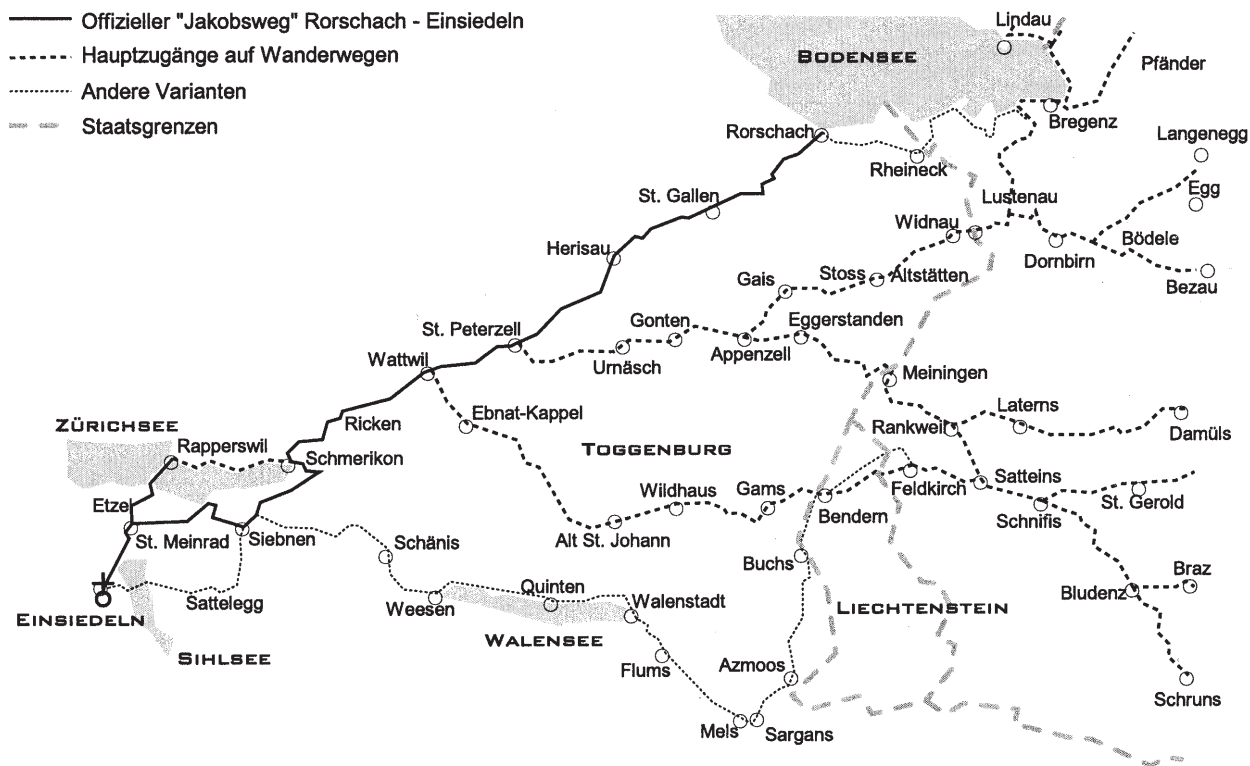 Offizieller "Jakobsweg" Rorschach - Einsiedeln
Hauptzugänge auf Wanderwegen
Andere Varianten
Staatsgrenzen
Lindau
BODENSEE
Pfänder
Bregenz
Rorschach
Langenegg
Rheineck
Egg
St. Gallen
Lustenau
Widnau
Bödele
Herisau
Dornbirn
Gais
Stoss
Altstätten
Bezau
St. Peterzell
Gonten
Eggerstanden
Urnäsch
Appenzell
Wattwil
Meiningen
Ebnat-Kappel
Laterns
Ricken
ZÜRICHSEE
Rankweil
Damüls
Rapperswil
TOGGENBURG
Schmerikon
Satteins
Wildhaus
Gams
Feldkirch
St. Gerold
Etzel
Bendern
Schnifis
St. Meinrad
Siebnen
Alt St. Johann
Schänis
Buchs
Braz
Quinten
Bludenz
Sattelegg
Weesen
Walenstadt
LIECHTENSTEIN
EINSIEDELN
WALENSEE
SIHLSEE
Flums
Azmoos
Schruns
Mels
Sargans